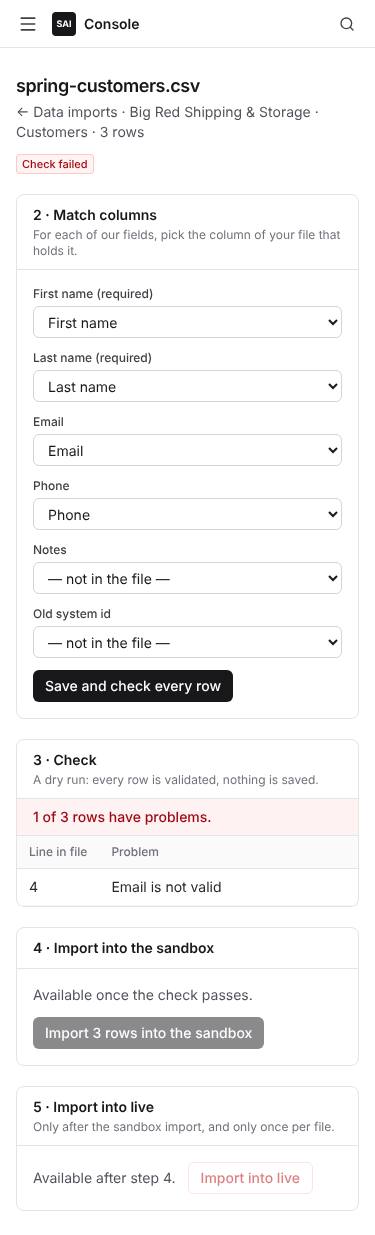 SAI Console
spring-customers.csv
← Data imports · Big Red Shipping & Storage ·
Customers · 3 rows
Check failed
2 · Match columns
For each of our fields, pick the column of your file that
holds it.
First name (required)
First name
Last name (required)
Last name
Email
Email
Phone
Phone
Notes
— not in the file —
Old system id
— not in the file —
Save and check every row
3 · Check
A dry run: every row is validated, nothing is saved.
1 of 3 rows have problems.
Line in file Problem
4 Email is not valid
4 · Import into the sandbox
Available once the check passes.
Import 3 rows into the sandbox
5 · Import into live
Only after the sandbox import, and only once per file.
Available after step 4. Import into live